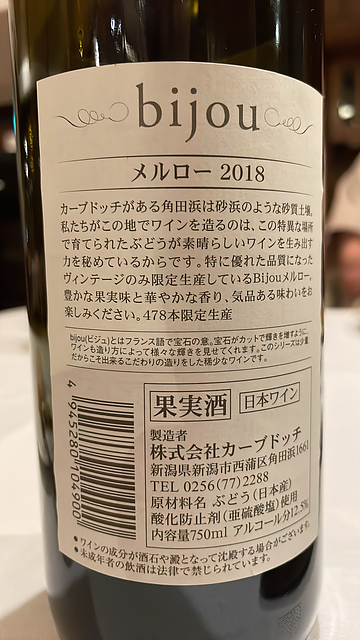 bijou
メルロー 2018
カーブドッチがある角田浜は砂浜のような砂質土壌。
私たちがこの地でワインを造るのは、この特異な場所
で育てられたぶどうが素晴らしいワインを生み出す
力を秘めているからです。特に優れた品質になった
ヴィンテージのみ限定生産しているBijouメルロー。
豊かな果実味と華やかな香り、気品ある味わいをお
楽しみください。478本限定生産
bijou(ビジュ)とはフランス語で宝石の意。宝石がカットで輝きを増すように、
ワインも造り方によって様々な輝きを見せてくれます。このシリーズは少量
だからこそ出来るこだわりの造りをした稀少なワインです。
果実酒 日本ワイン
製造者
株式会社カーブドッチ
新潟県新潟市西蒲区角田浜1661
TEL 0256(77)2288
原材料名 ぶどう(日本産)
酸化防止剤(亜硫酸塩)使用
内容量750ml アルコール分12.5%
4 945280 104900
●ワインの成分が酒石や澱となって沈殿する場合がございます。
●未成年者の飲酒は法律で禁じられています。